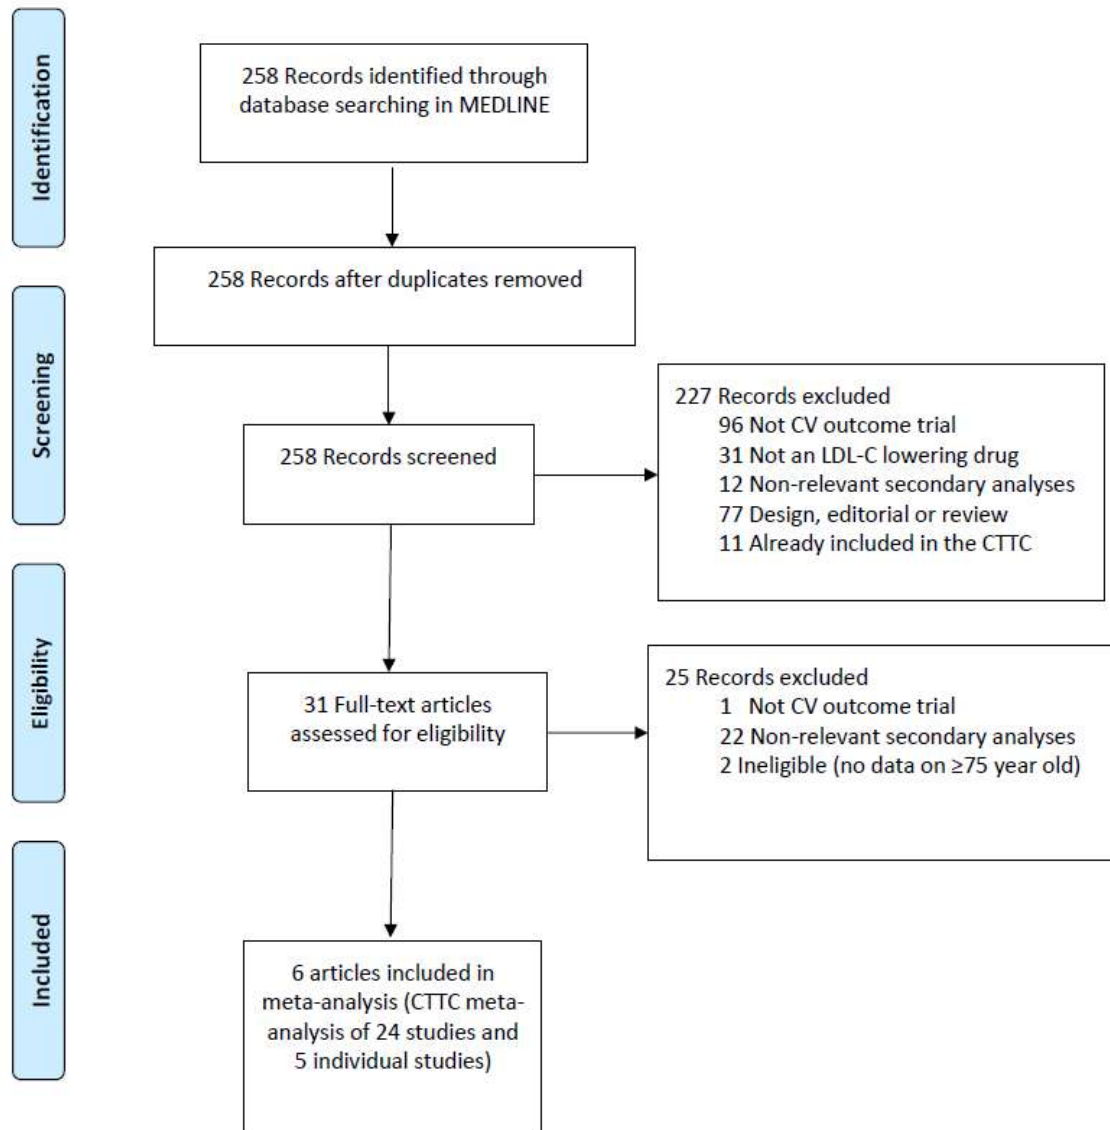 Identification
258 Records identified through
database searching in MEDLINE
258 Records after duplicates removed
Screening
258 Records screened
227 Records excluded
96 Not CV outcome trial
31 Not an LDL-C lowering drug
12 Non-relevant secondary analyses
77 Design, editorial or review
11 Already included in the CTTC
Eligibility
31 Full-text articles
assessed for eligibility
25 Records excluded
1 Not CV outcome trial
22 Non-relevant secondary analyses
2 Ineligible (no data on ≥75 year old)
Included
6 articles included in
meta-analysis (CTTC meta-
analysis of 24 studies and
5 individual studies)